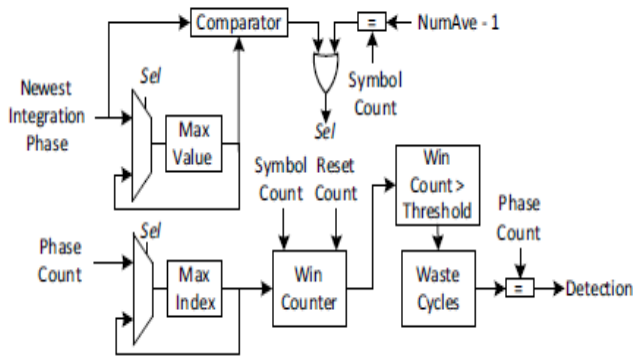 Comparator
=
NumAve - 1
Symbol
Count
Sel
Newest
Integration
Phase
Sel
Max
Value
Symbol
Count
Reset
Count
Win
Count >
Threshold
Phase
Count
Sel
Phase
Count
Max
Index
Win
Counter
Waste
Cycles
=
Detection